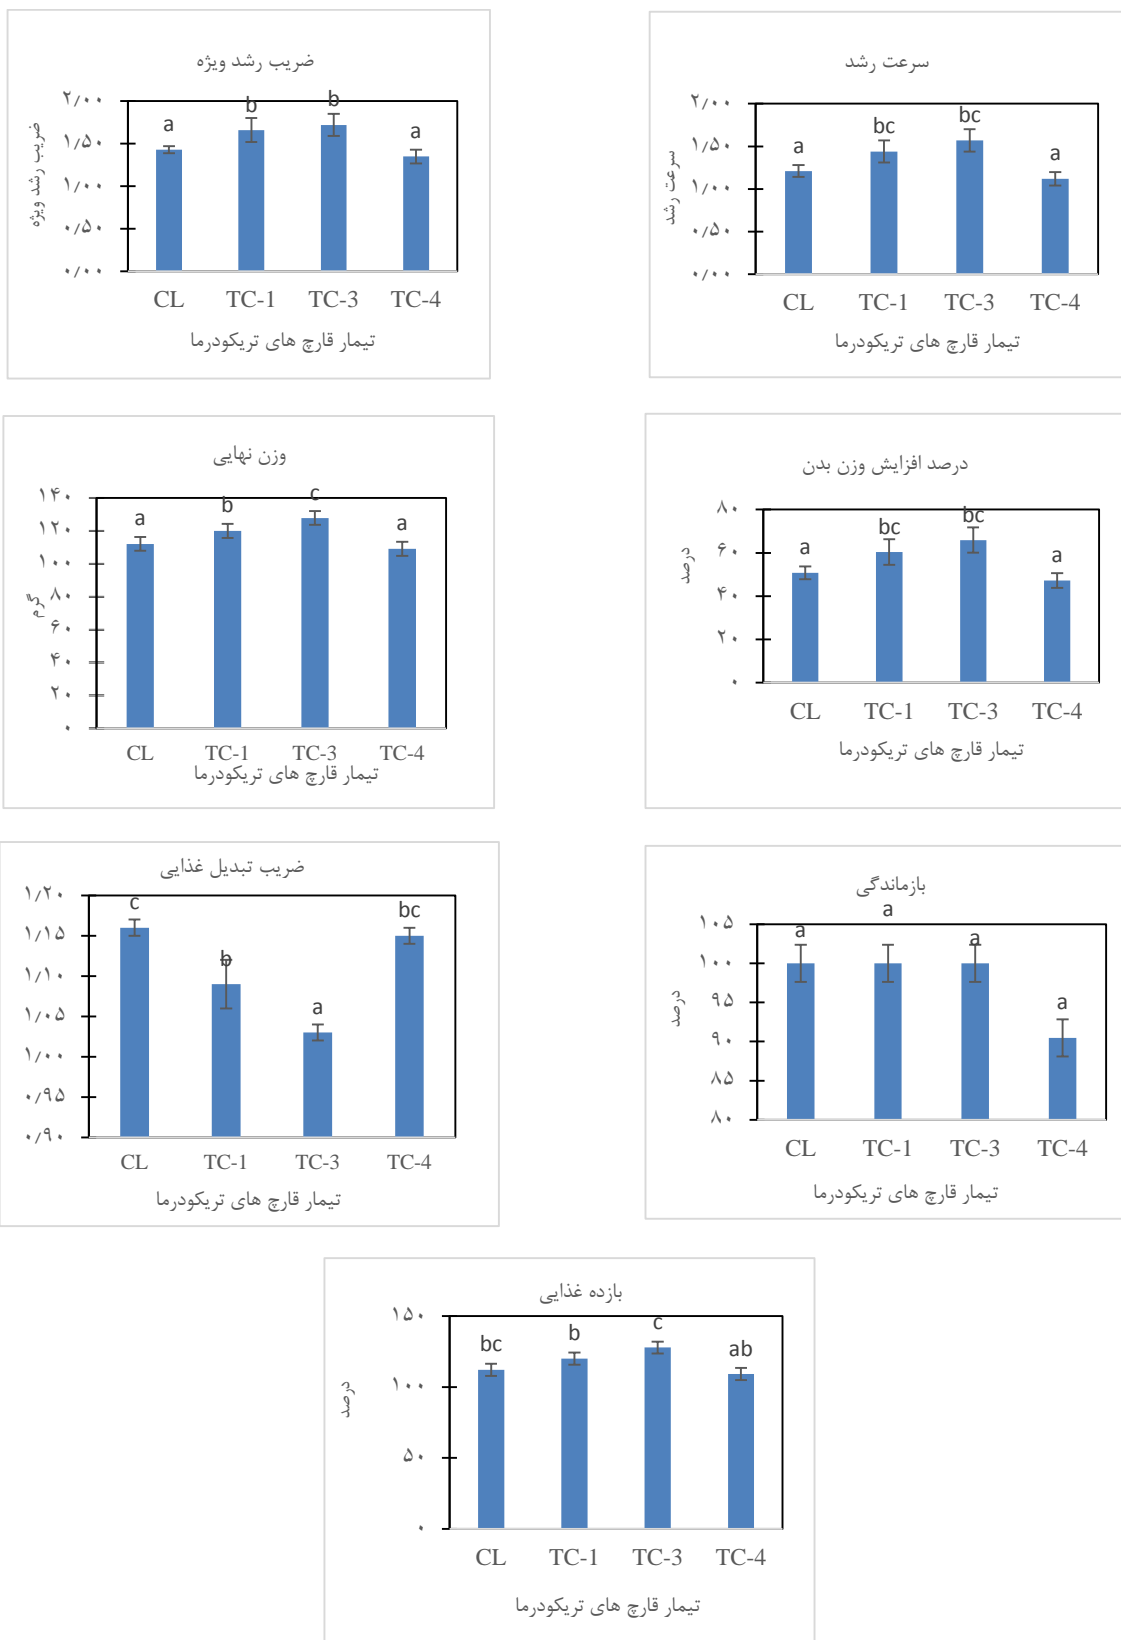 ضریب رشد ویژه
ضریب رشد ویژه
۲/۰۰
۱/۵۰
۱/۰۰
۰/۵۰
۰/۰۰
a b b a
CL TC-1 TC-3 TC-4
تیمار قارچ های تریکودرما
سرعت رشد
سرعت رشد
۲/۰۰
۱/۵۰
۱/۰۰
۰/۵۰
۰/۰۰
a bc bc a
CL TC-1 TC-3 TC-4
تیمار قارچ های تریکودرما
وزن نهایی
گرم
۱۴۰
۱۲۰
۱۰۰
۸۰
۶۰
۴۰
۲۰
۰
a b c a
CL TC-1 TC-3 TC-4
تیمار قارچ های تریکودرما
درصد افزایش وزن بدن
درصد
۸۰
۶۰
۴۰
۲۰
۰
a bc bc a
CL TC-1 TC-3 TC-4
تیمار قارچ های تریکودرما
ضریب تبدیل غذایی
۱/۲۰
۱/۱۵
۱/۱۰
۱/۰۵
۱/۰۰
۰/۹۵
۰/۹۰
c b a bc
CL TC-1 TC-3 TC-4
تیمار قارچ های تریکودرما
بازماندگی
درصد
۱۰۵
۱۰۰
۹۵
۹۰
۸۵
۸۰
a a a a
CL TC-1 TC-3 TC-4
تیمار قارچ های تریکودرما
بازده غذایی
درصد
۱۵۰
۱۰۰
۵۰
۰
bc b c ab
CL TC-1 TC-3 TC-4
تیمار قارچ های تریکودرما